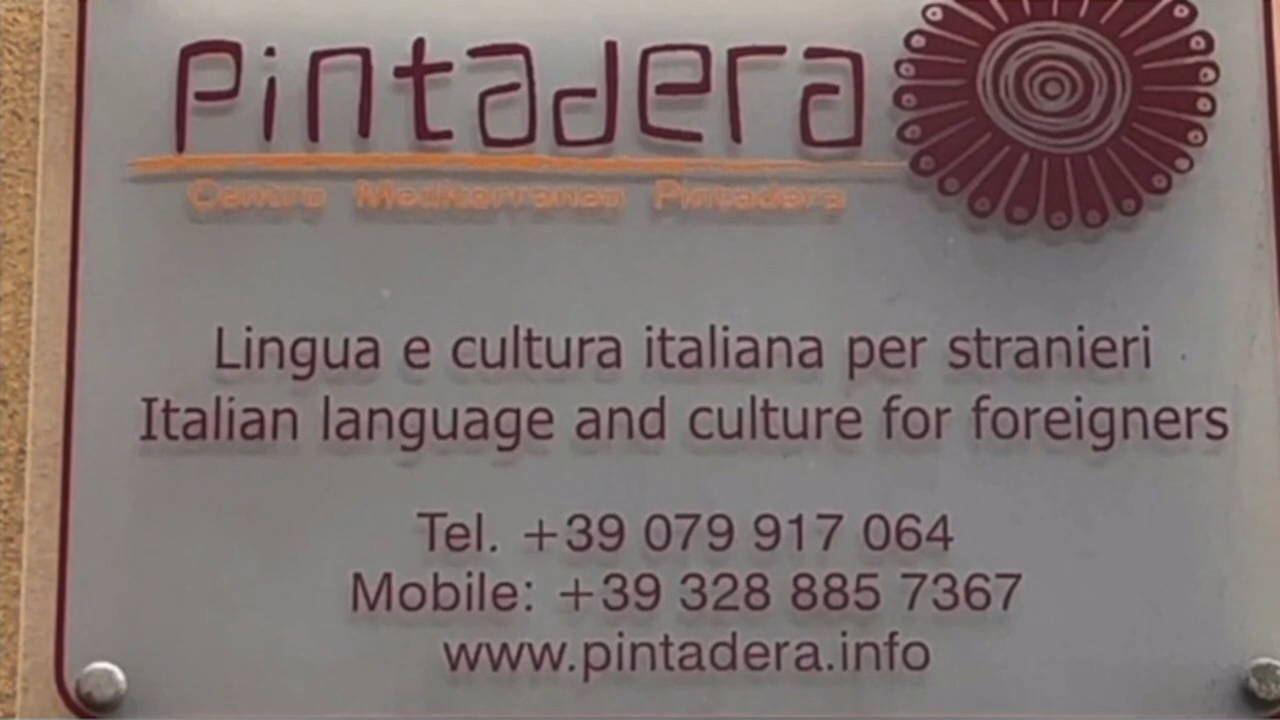 pintadera
Centro Mediterraneo Pintadera
Lingua e cultura italiana per stranieri
Italian language and culture for foreigners
Tel. +39 079 917 064
Mobile: +39 328 885 7367
www.pintadera.info